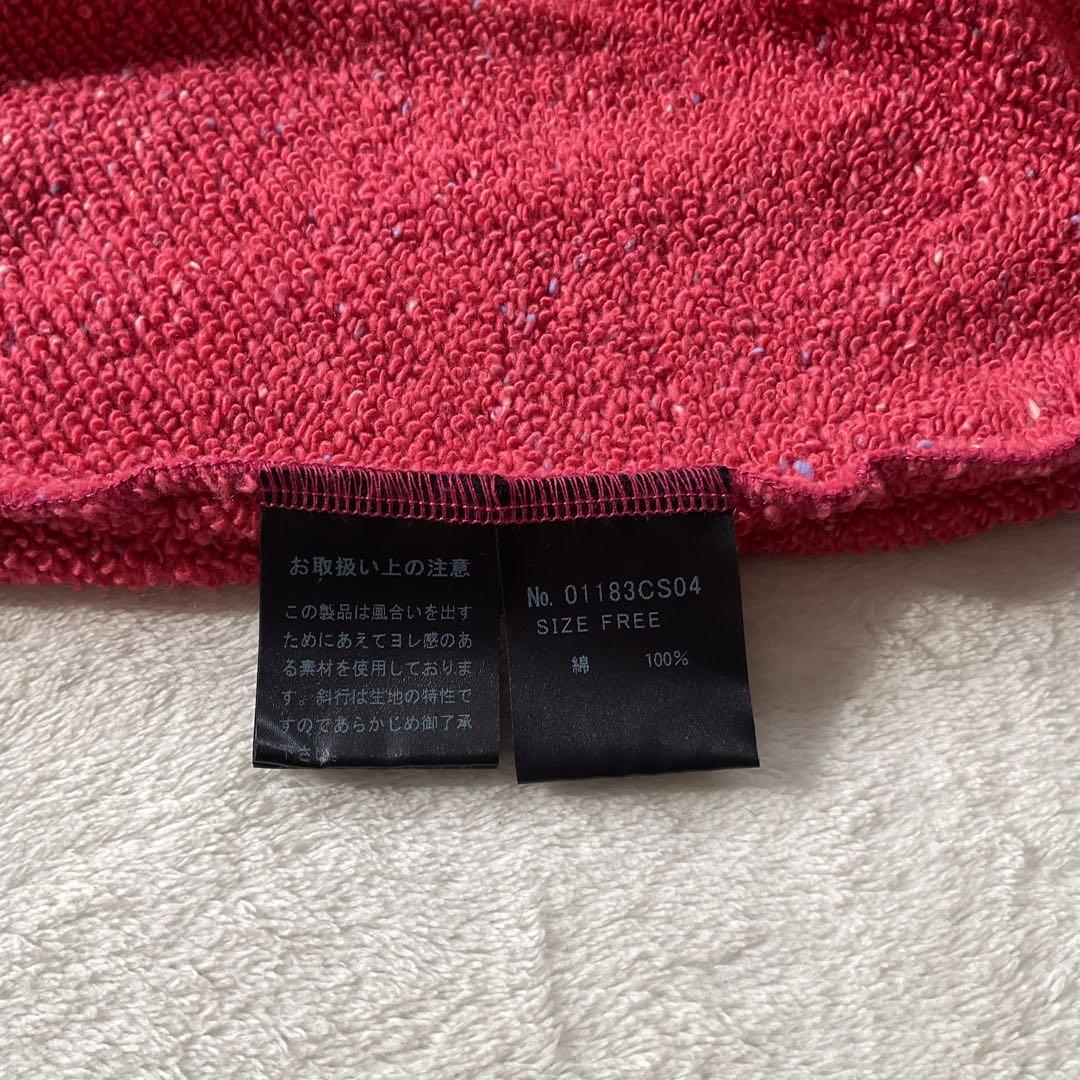 お取扱い上の注意
この製品は風合いを出す
ためにあえてヨレ感のあ
る素材を使用しておりま
す。斜行は生地の特性で
すのであらかじめ御了承
下さい。
No. 01183CS04
SIZE FREE
綿 100%